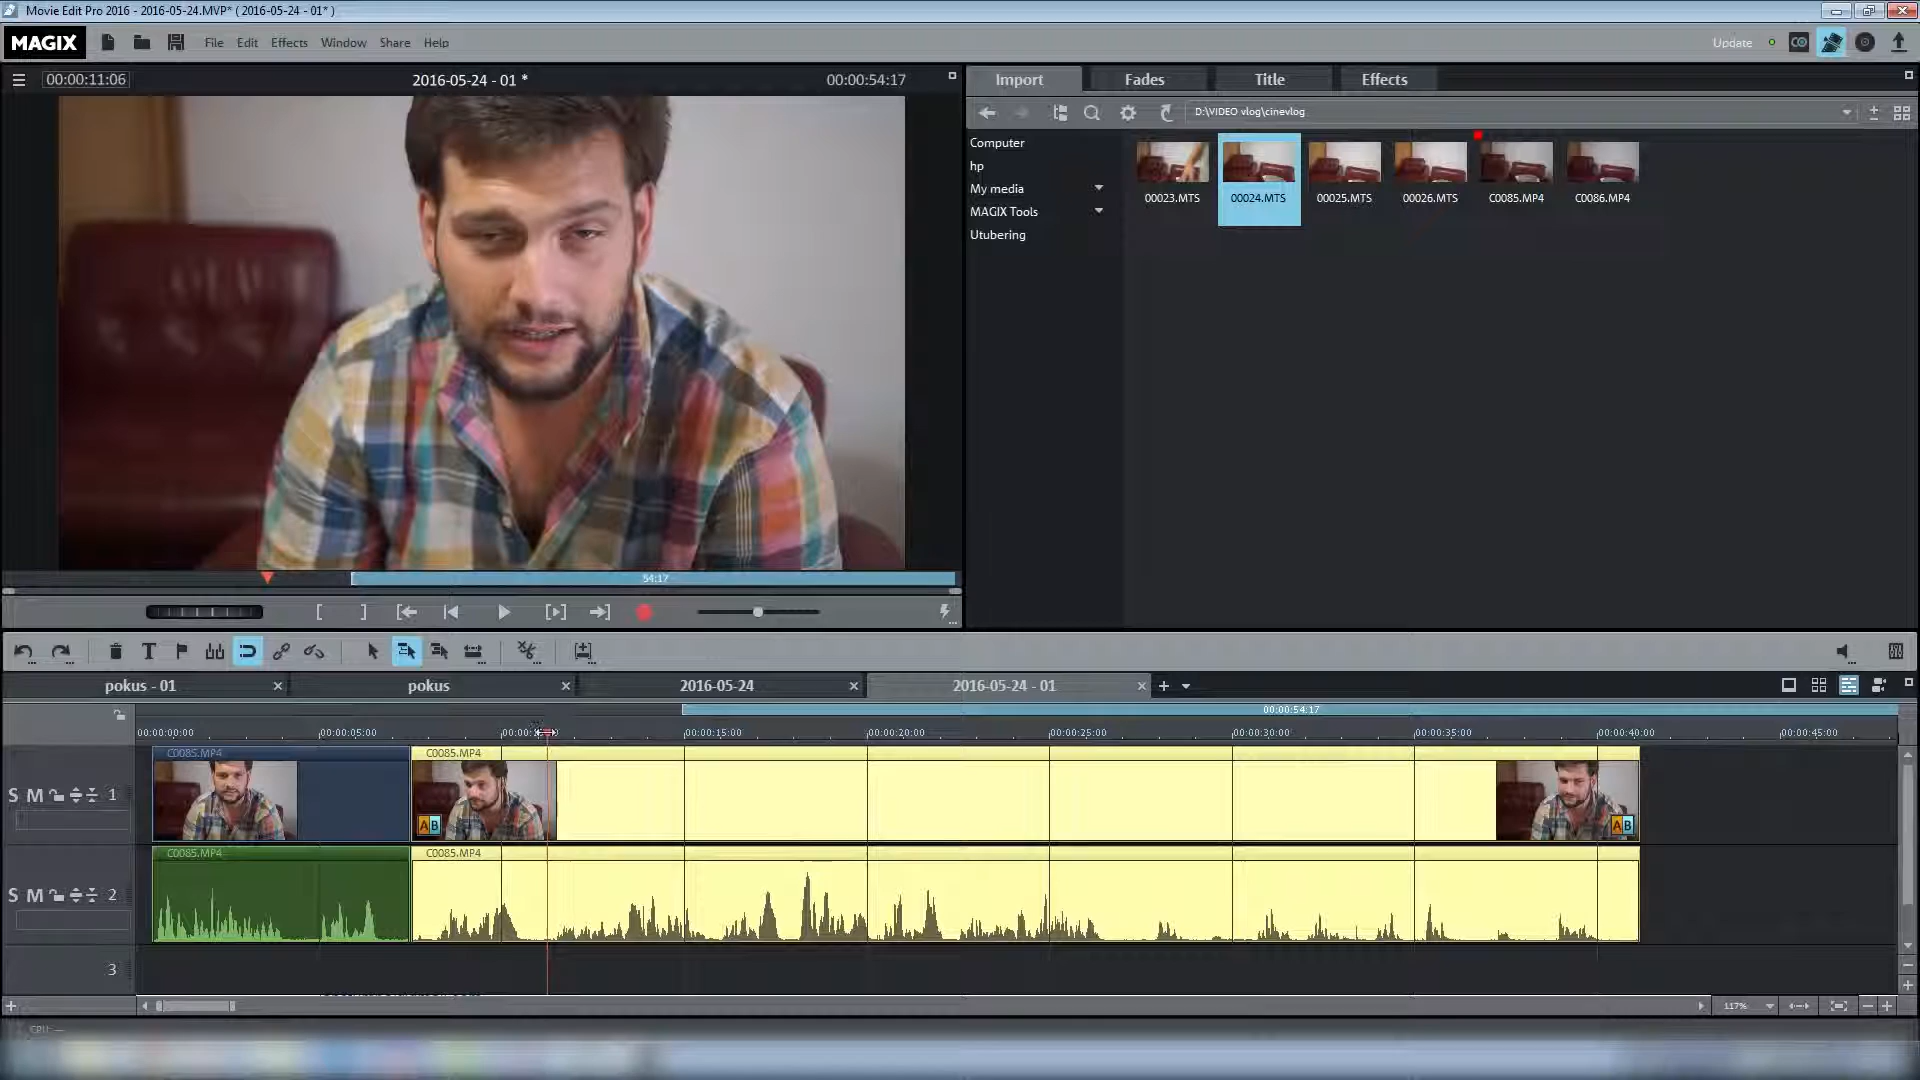 Movie Edit Pro 2016 - 2016-05-24.MVP* ( 2016-05-24 - 01* )
MAGIX File Edit Effects Window Share Help Update
00:00:11:06 2016-05-24 - 01 * 00:00:54:17
Import Fades Title Effects
D:\VIDEO vlog\cinevlog
Computer
hp
My media
MAGIX Tools
Utubering
00023.MTS 00024.MTS 00025.MTS 00026.MTS C0085.MP4 C0086.MP4
54:17
pokus - 01 pokus 2016-05-24 2016-05-24 - 01
00:00:54:17
00:00:00:00 00:00:05:00 00:00:15:00 00:00:20:00 00:00:25:00 00:00:30:00 00:00:35:00 00:00:40:00 00:00:45:00
C0085.MP4 C0085.MP4
AB AB
S M 1
C0085.MP4 C0085.MP4
S M 2
3
117%
CPU: —